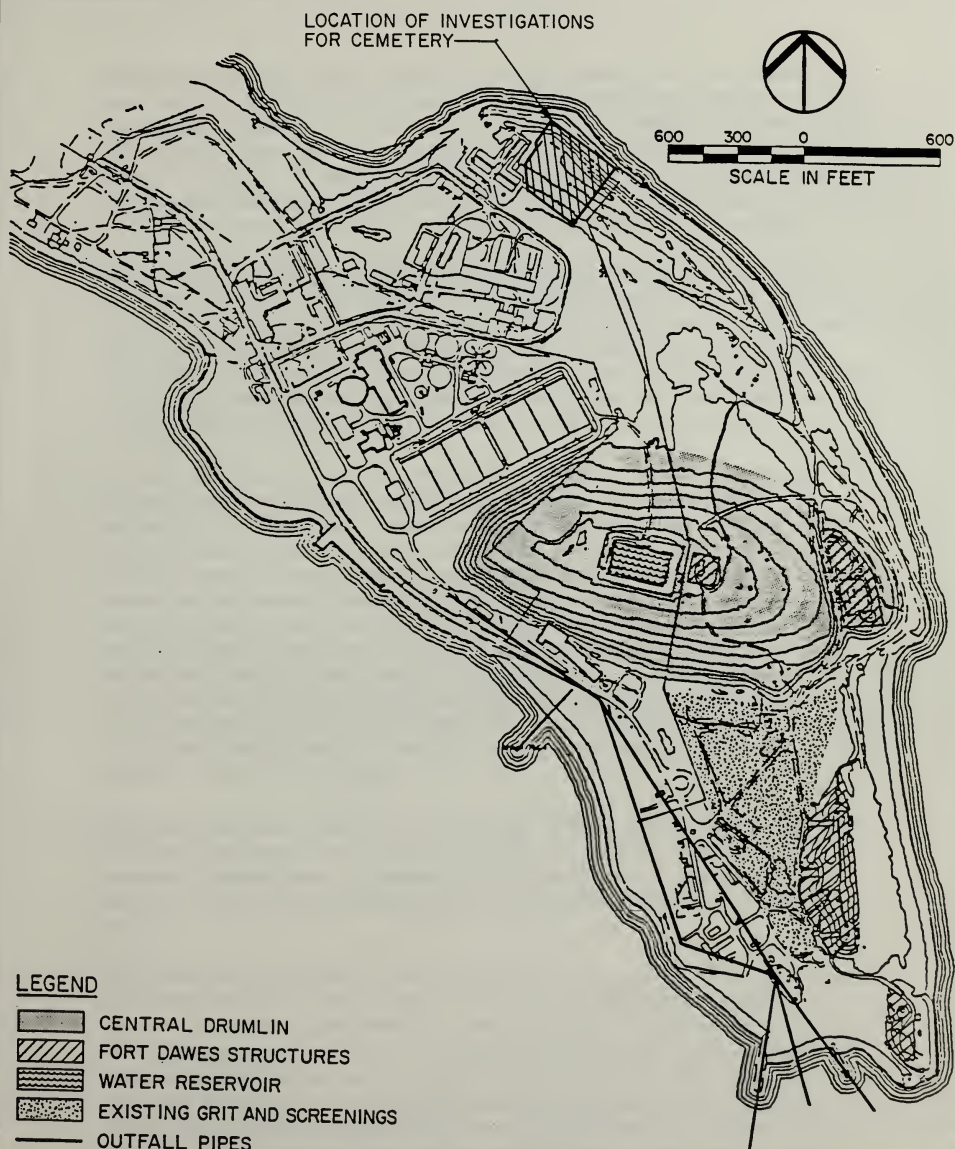 LOCATION OF INVESTIGATIONS
FOR CEMETERY
600 300 0 600
SCALE IN FEET
LEGEND
CENTRAL DRUMLIN
FORT DAWES STRUCTURES
WATER RESERVOIR
EXISTING GRIT AND SCREENINGS
OUTFALL PIPES